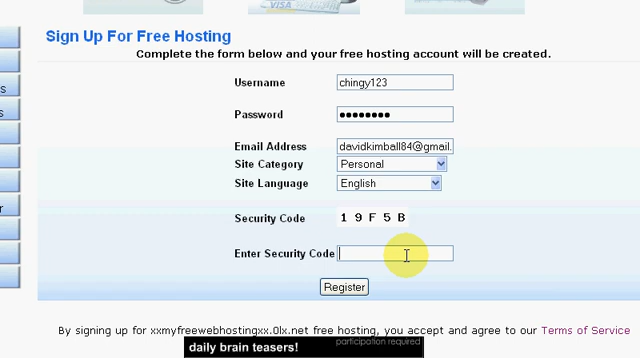 VISA
Sign Up For Free Hosting
Complete the form below and your free hosting account will be created.
Username chingy123
Password ●●●●●●●●
Email Address davidkimball84@gmail.
Site Category Personal
Site Language English
Security Code 1 9 F 5 B
Enter Security Code
Register
By signing up for xxmyfreewebhostingxx.0lx.net free hosting, you accept and agree to our Terms of Service
participation required
daily brain teasers!